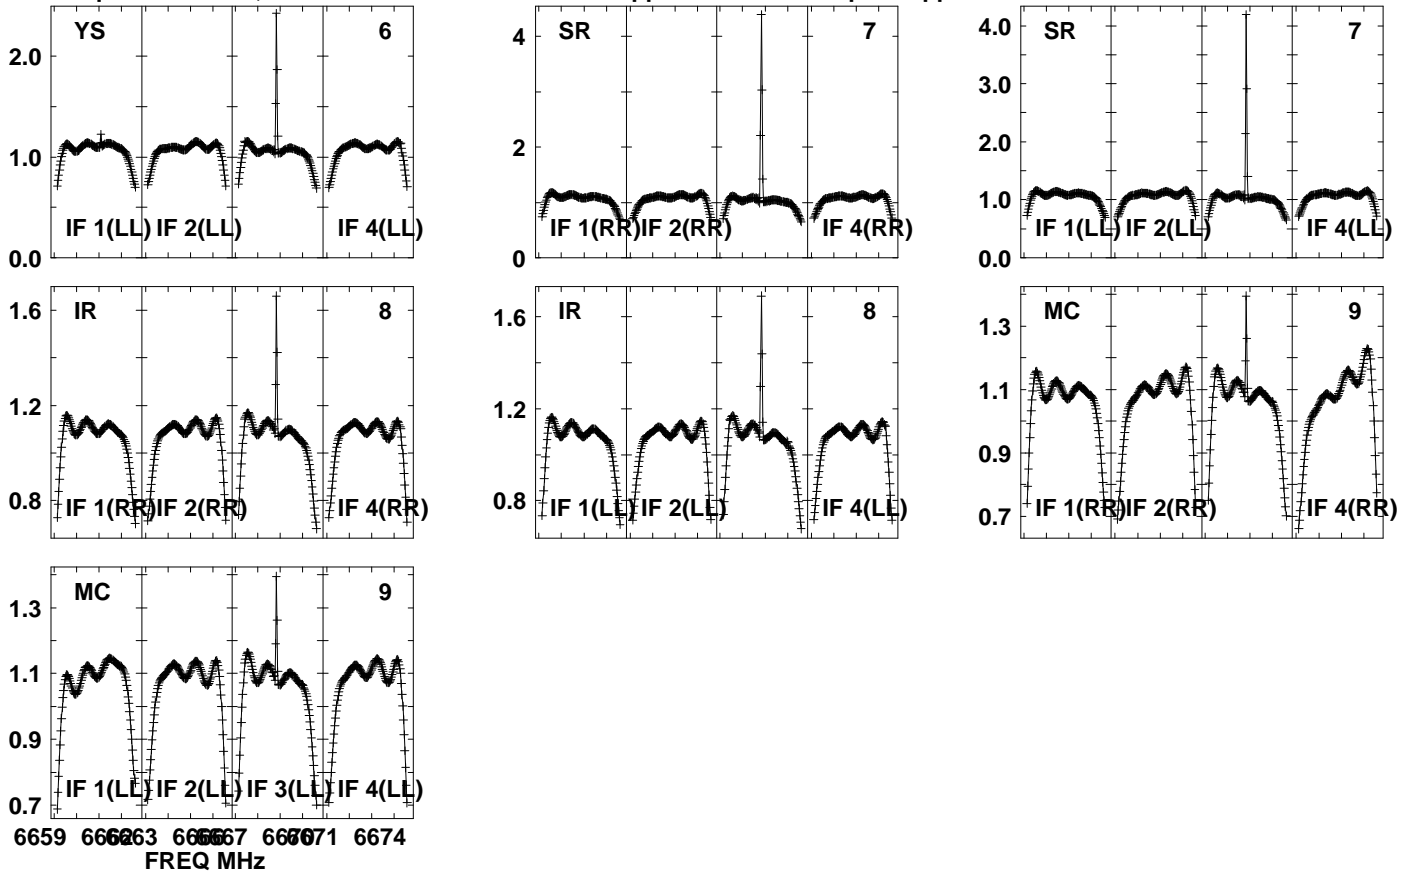 YS 6
2.0
1.0
0.0
IF 1(LL) IF 2(LL) IF 4(LL)
SR 7
4
2
0
IF 1(RR) IF 2(RR) IF 4(RR)
SR 7
4.0
3.0
2.0
1.0
0.0
IF 1(LL) IF 2(LL) IF 4(LL)
IR 8
1.6
1.2
0.8
IF 1(RR) IF 2(RR) IF 4(RR)
IR 8
1.6
1.2
0.8
IF 1(LL) IF 2(LL) IF 4(LL)
MC 9
1.3
1.1
0.9
0.7
IF 1(RR) IF 2(RR) IF 4(RR)
MC 9
1.3
1.1
0.9
0.7
IF 1(LL) IF 2(LL) IF 3(LL) IF 4(LL)
6659 6662 6663 6666 6667 6670 6671 6674
FREQ MHz